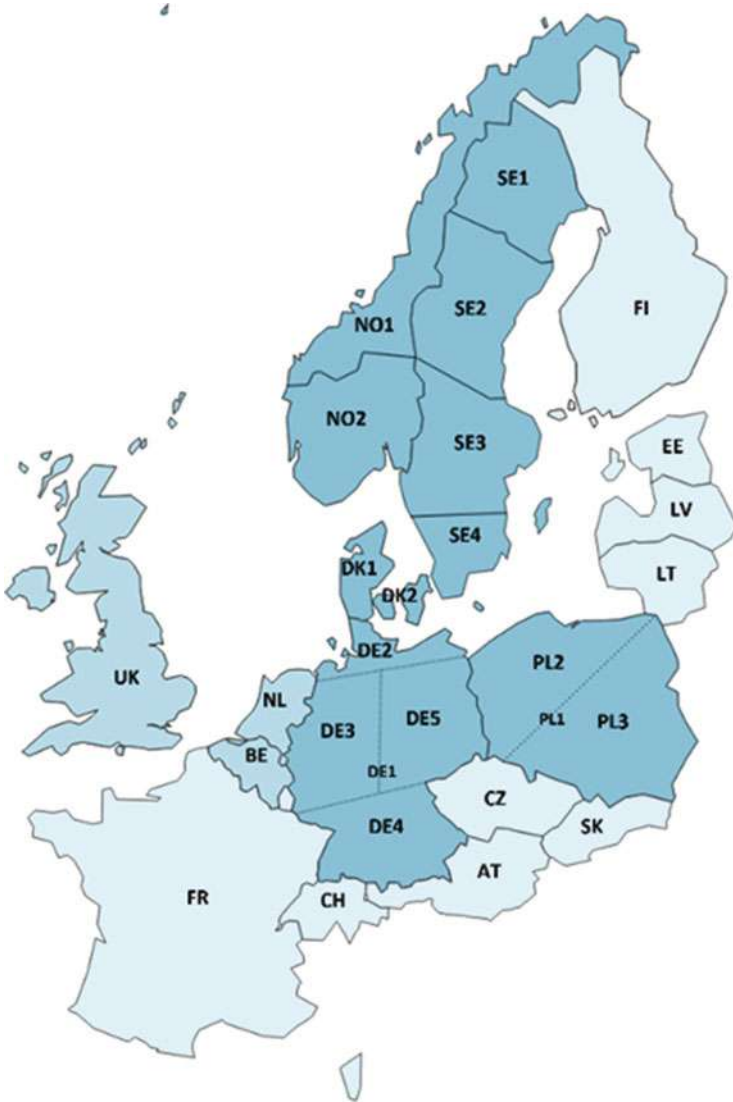 SE1
SE2
FI
NO1
NO2
SE3
EE
LV
SE4
DK1
LT
DK2
DE2
PL2
UK
NL
DE5
PL1
PL3
DE3
BE
DE1
CZ
DE4
SK
AT
FR
CH